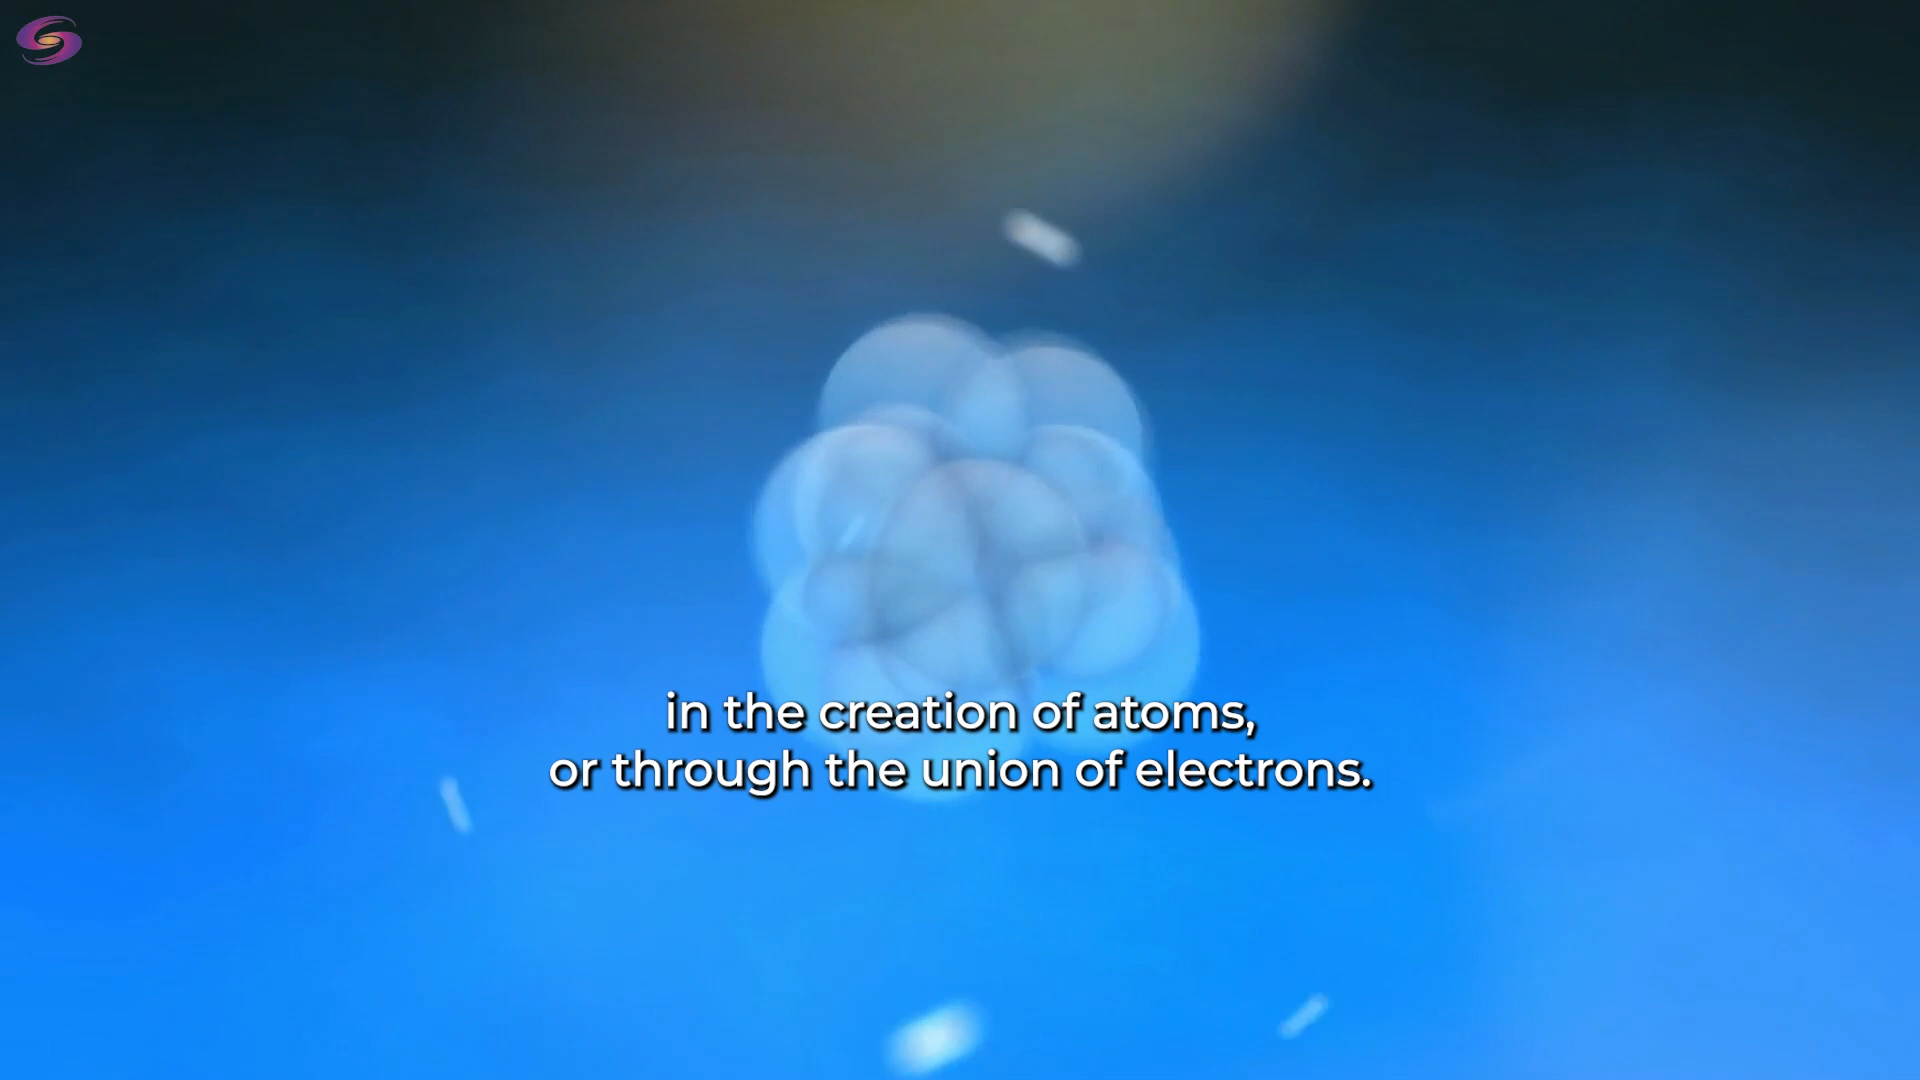 in the creation of atoms,
or through the union of electrons.